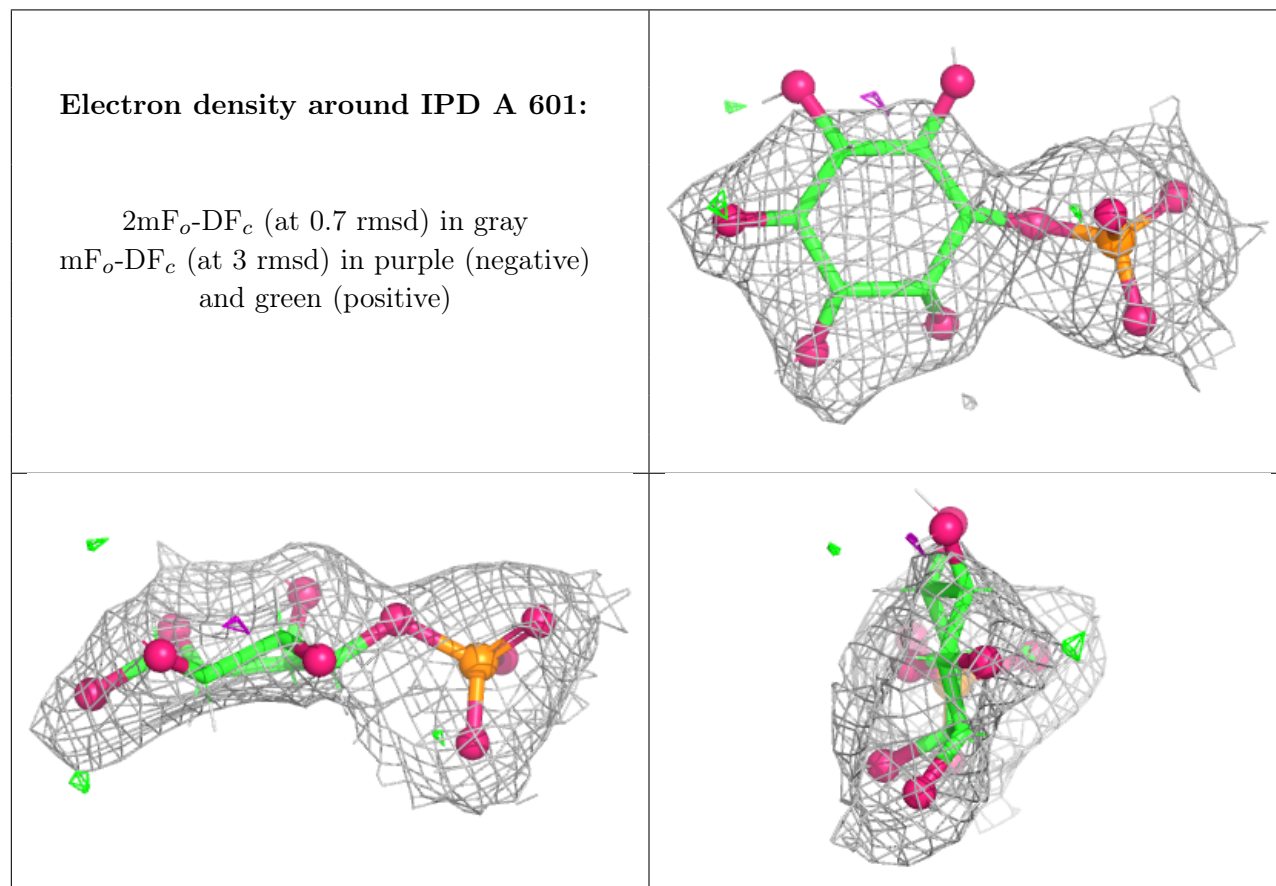 Electron density around IPD A 601:
2mFₒ-DF𝒸 (at 0.7 rmsd) in gray
mFₒ-DF𝒸 (at 3 rmsd) in purple (negative)
and green (positive)